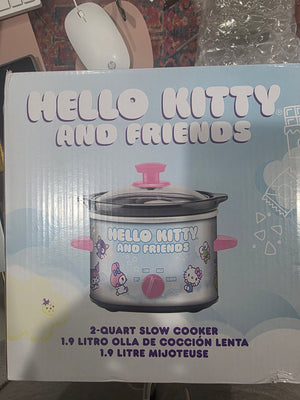 HELLO KITTY
AND FRIENDS
HELLO KITTY
AND FRIENDS
2-QUART SLOW COOKER
1.9 LITRO OLLA DE COCCIÓN LENTA
1.9 LITRE MIJOTEUSE